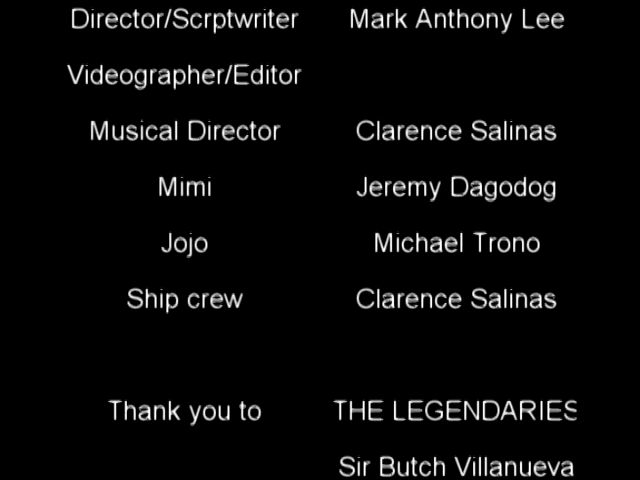 Director/Scrptwriter Mark Anthony Lee
Videographer/Editor
Musical Director Clarence Salinas
Mimi Jeremy Dagodog
Jojo Michael Trono
Ship crew Clarence Salinas
Thank you to THE LEGENDARIES
Sir Butch Villanueva